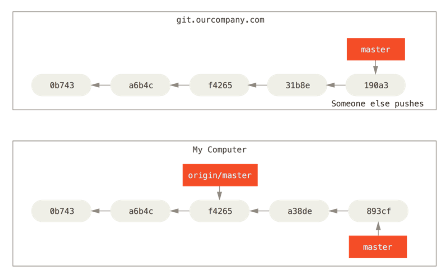 git.ourcompany.com
master
0b743 a6b4c f4265 31b8e 190a3
Someone else pushes
My Computer
origin/master
0b743 a6b4c f4265 a38de 893cf
master